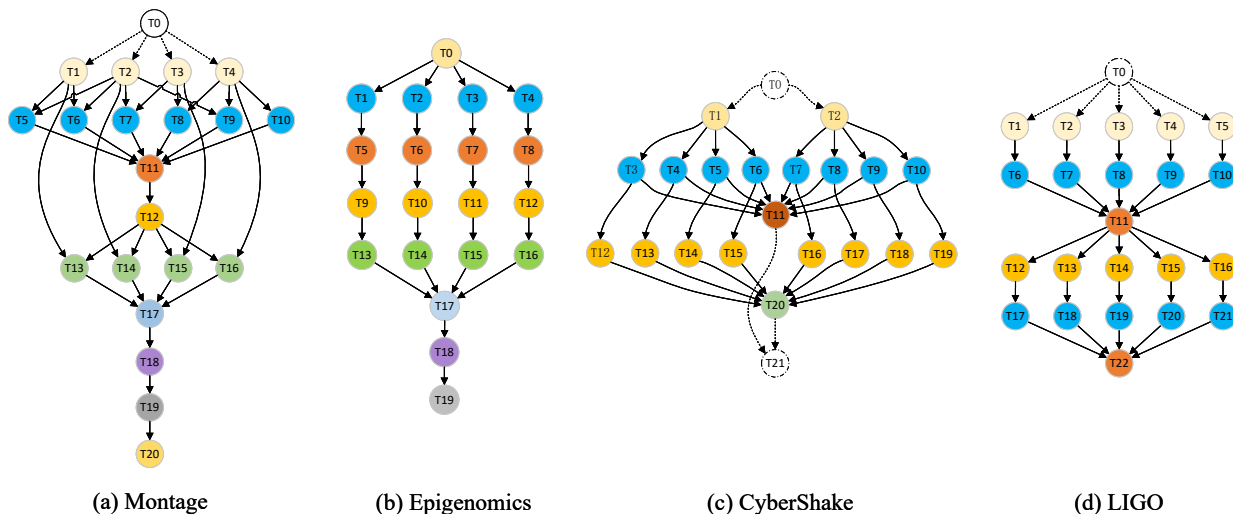 T0
T1 T2 T3 T4
T5 T6 T7 T8 T9 T10
T11
T12
T13 T14 T15 T16
T17
T18
T19
T20
(a) Montage
T0
T1 T2 T3 T4
T5 T6 T7 T8
T9 T10 T11 T12
T13 T14 T15 T16
T17
T18
T19
(b) Epigenomics
T0
T1 T2
T3 T4 T5 T6 T7 T8 T9 T10
T11
T12 T13 T14 T15 T16 T17 T18 T19
T20
T21
(c) CyberShake
T0
T1 T2 T3 T4 T5
T6 T7 T8 T9 T10
T11
T12 T13 T14 T15 T16
T17 T18 T19 T20 T21
T22
(d) LIGO